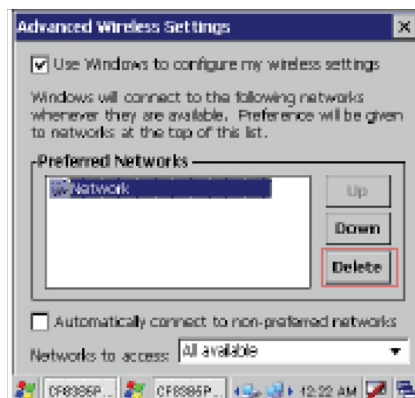 Advanced Wireless Settings
Use Windows to configure my wireless settings
Windows will connect to the following networks
whenever they are available. Preference will be given
to networks at the top of this list.
Preferred Networks
Network
Up
Down
Delete
Automatically connect to non-preferred networks
Networks to access: All available
CF8385P... CF8385P... 12:22 AM